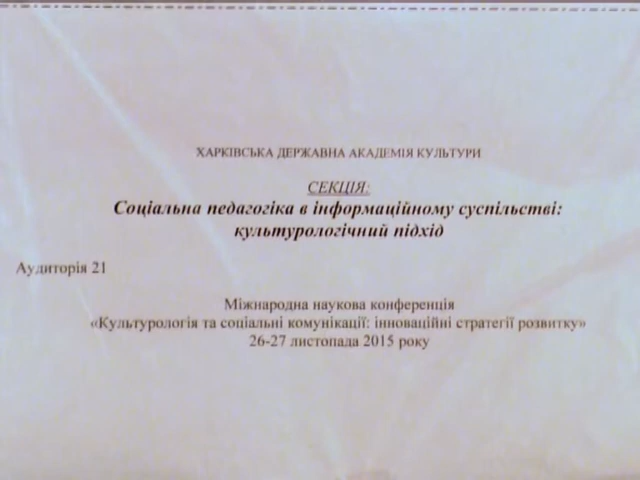 ХАРКІВСЬКА ДЕРЖАВНА АКАДЕМІЯ КУЛЬТУРИ
СЕКЦІЯ:
Соціальна педагогіка в інформаційному суспільстві:
культурологічний підхід
Аудиторія 21
Міжнародна наукова конференція
«Культурологія та соціальні комунікації: інноваційні стратегії розвитку»
26-27 листопада 2015 року